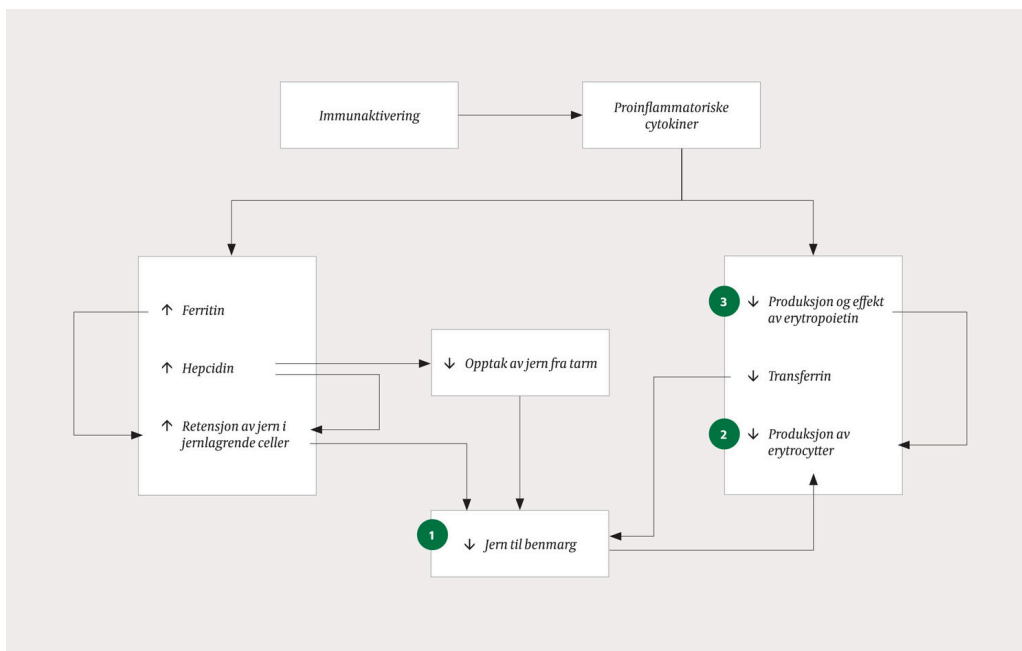 Immunaktivering
Proinflammatoriske
cytokiner
↑ Ferritin
↑ Hepcidin
↑ Retensjon av jern i
jernlagrende celler
↓ Opptak av jern fra tarm
3 ↓ Produksjon og effekt
av erytropoietin
↓ Transferrin
2 ↓ Produksjon av
erytrocytter
1 ↓ Jern til benmarg